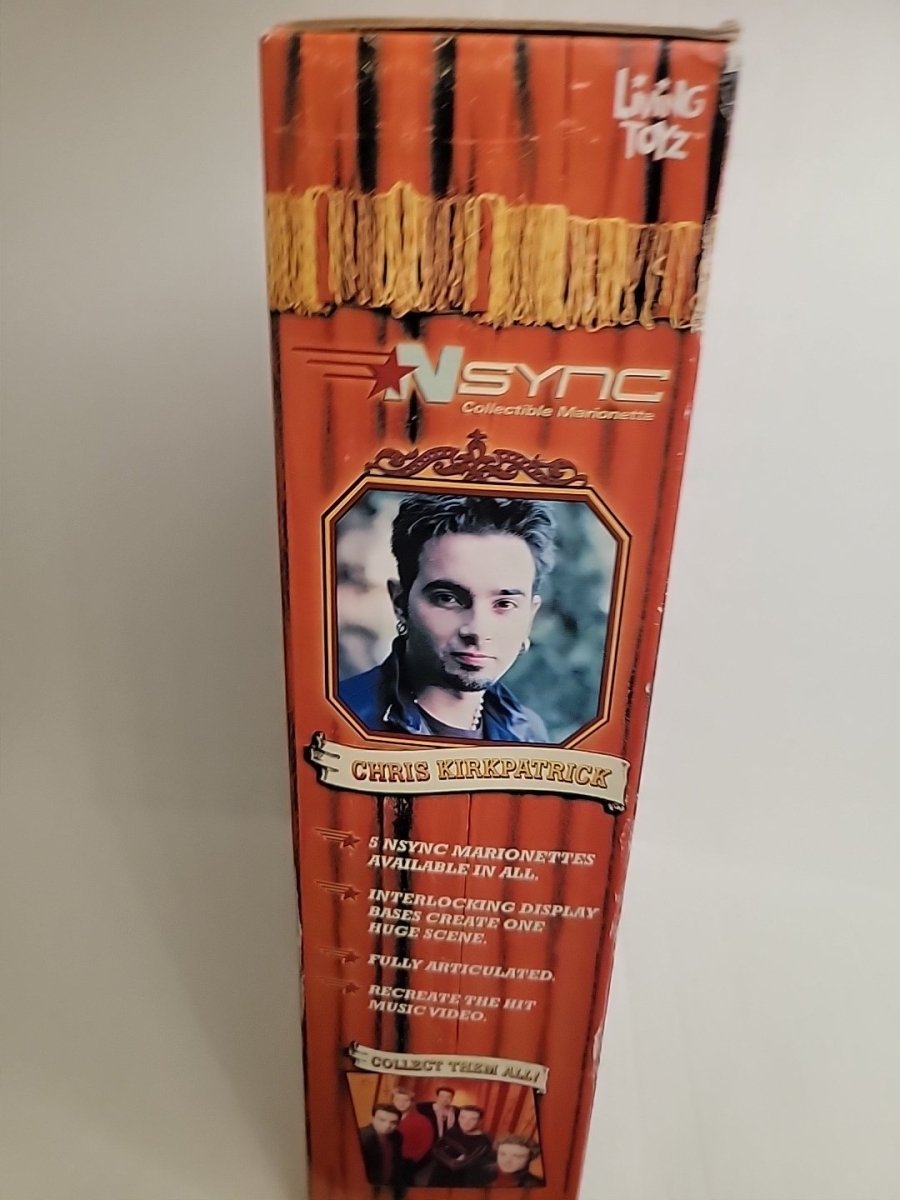 LiViNG
TOYZ
NSYNC
Collectible Marionette
CHRIS KIRKPATRICK
5 NSYNC MARIONETTES
AVAILABLE IN ALL.
INTERLOCKING DISPLAY
BASES CREATE ONE
HUGE SCENE.
FULLY ARTICULATED.
RECREATE THE HIT
MUSIC VIDEO.
COLLECT THEM ALL!